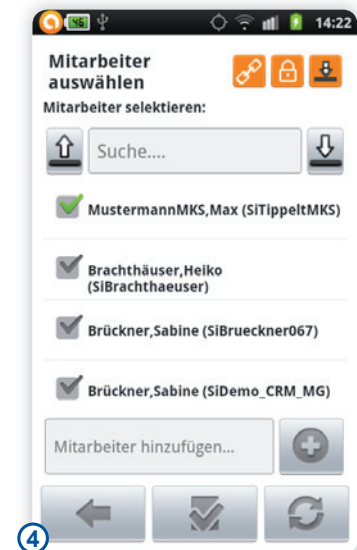 46
14:22
Mitarbeiter
auswählen
Mitarbeiter selektieren:
Suche....
MustermannMKS,Max (SiTippeltMKS)
Brachthäuser,Heiko
(SiBrachthaeuser)
Brückner,Sabine (SiBrueckner067)
Brückner,Sabine (SiDemo_CRM_MG)
Mitarbeiter hinzufügen...
4